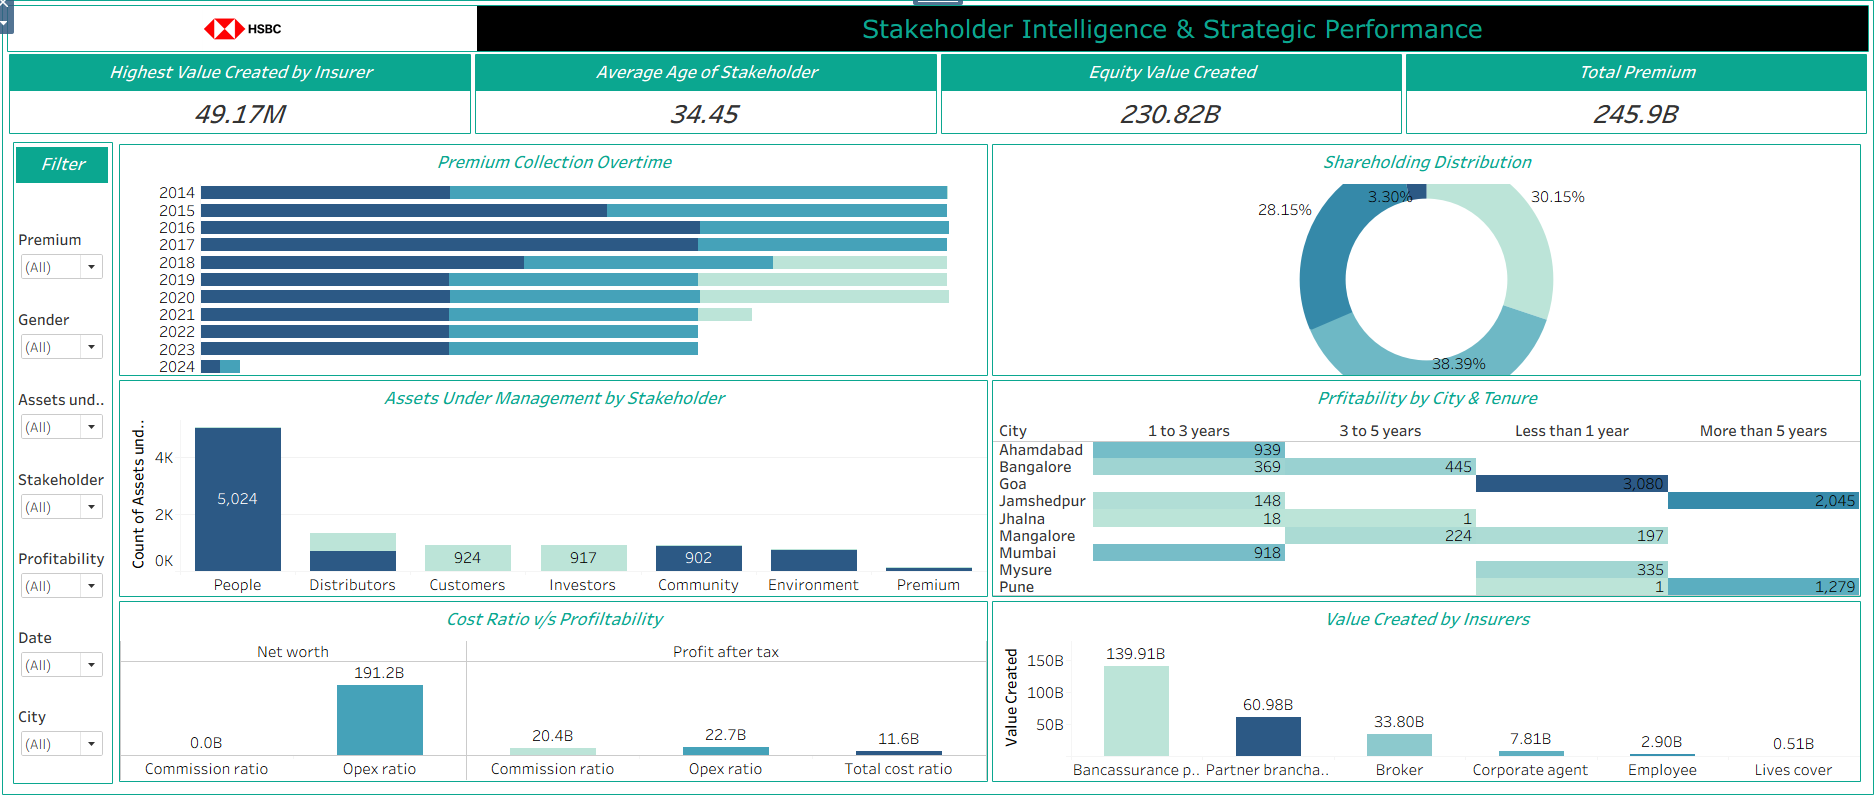 HSBC
Stakeholder Intelligence & Strategic Performance
Highest Value Created by Insurer
49.17M
Average Age of Stakeholder
34.45
Equity Value Created
230.82B
Total Premium
245.9B
Filter
Premium
(All)
Gender
(All)
Assets und..
(All)
Stakeholder
(All)
Profitability
(All)
Date
(All)
City
(All)
Premium Collection Overtime
2014
2015
2016
2017
2018
2019
2020
2021
2022
2023
2024
Shareholding Distribution
3.30%
30.15%
28.15%
38.39%
Assets Under Management by Stakeholder
Count of Assets und..
4K
2K
0K
5,024
924
917
902
People Distributors Customers Investors Community Environment Premium
Prfitability by City & Tenure
City 1 to 3 years 3 to 5 years Less than 1 year More than 5 years
Ahamdabad 939
Bangalore 369 445
Goa 3,080
Jamshedpur 148 2,045
Jhalna 18 1
Mangalore 224 197
Mumbai 918
Mysure 335
Pune 1 1,279
Cost Ratio v/s Profiltability
Net worth Profit after tax
0.0B 191.2B 20.4B 22.7B 11.6B
Commission ratio Opex ratio Commission ratio Opex ratio Total cost ratio
Value Created by Insurers
Value Created
150B
100B
50B
139.91B
60.98B
33.80B
7.81B
2.90B
0.51B
Bancassurance p.. Partner brancha.. Broker Corporate agent Employee Lives cover